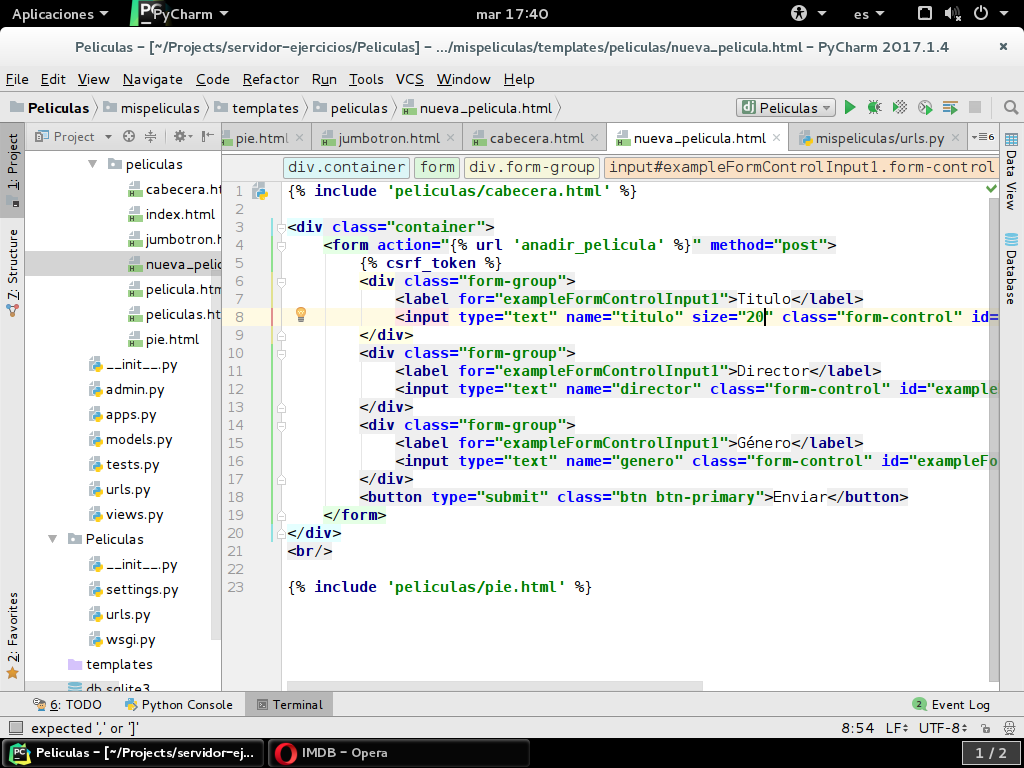 Aplicaciones PyCharm mar 17:40 es
Peliculas – [~/Projects/servidor-ejercicios/Peliculas] – .../mispeliculas/templates/peliculas/nueva_pelicula.html – PyCharm 2017.1.4
File Edit View Navigate Code Refactor Run Tools VCS Window Help
Peliculas mispeliculas templates peliculas nueva_pelicula.html Peliculas
Project pie.html jumbotron.html cabecera.html nueva_pelicula.html mispeliculas/urls.py 6
div.container form div.form-group input#exampleFormControlInput1.form-control
1: Project
7: Structure
2: Favorites
peliculas
cabecera.ht
index.html
jumbotron.h
nueva_pelic
pelicula.htm
peliculas.ht
pie.html
__init__.py
admin.py
apps.py
models.py
tests.py
urls.py
views.py
Peliculas
__init__.py
settings.py
urls.py
wsgi.py
templates
db.sqlite3
1 {% include 'peliculas/cabecera.html' %}
2
3 <div class="container">
4 <form action="{% url 'anadir_pelicula' %}" method="post">
5 {% csrf_token %}
6 <div class="form-group">
7 <label for="exampleFormControlInput1">Titulo</label>
8 <input type="text" name="titulo" size="20" class="form-control" id=
9 </div>
10 <div class="form-group">
11 <label for="exampleFormControlInput1">Director</label>
12 <input type="text" name="director" class="form-control" id="example
13 </div>
14 <div class="form-group">
15 <label for="exampleFormControlInput1">Género</label>
16 <input type="text" name="genero" class="form-control" id="exampleFo
17 </div>
18 <button type="submit" class="btn btn-primary">Enviar</button>
19 </form>
20 </div>
21 <br/>
22
23 {% include 'peliculas/pie.html' %}
Data View
Database
6: TODO Python Console Terminal 2 Event Log
expected ',' or ']' 8:54 LF UTF-8
Peliculas – [~/Projects/servidor-ej... IMDB – Opera 1 / 2